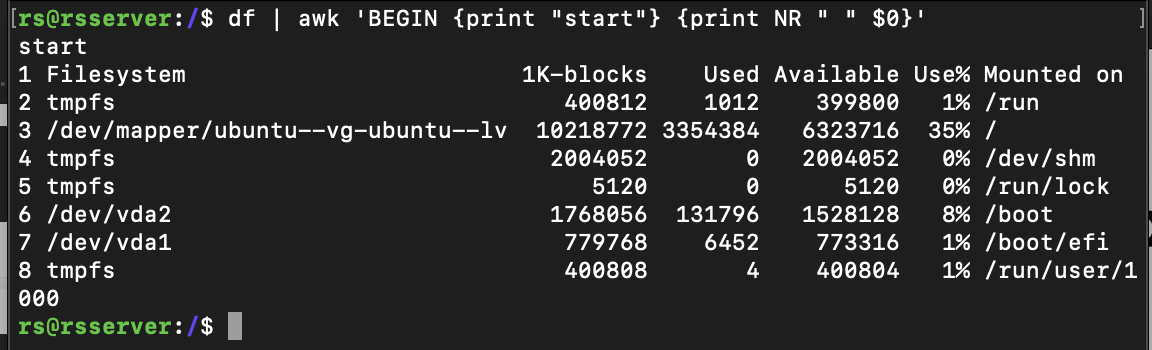 [rs@rsserver:/$ df | awk 'BEGIN {print "start"} {print NR " " $0}' ]
start
1 Filesystem                        1K-blocks    Used Available Use% Mounted on
2 tmpfs                                400812    1012    399800   1% /run
3 /dev/mapper/ubuntu--vg-ubuntu--lv  10218772 3354384   6323716  35% /
4 tmpfs                               2004052       0   2004052   0% /dev/shm
5 tmpfs                                  5120       0      5120   0% /run/lock
6 /dev/vda2                           1768056  131796   1528128   8% /boot
7 /dev/vda1                            779768    6452    773316   1% /boot/efi
8 tmpfs                                400808       4    400804   1% /run/user/1
000
rs@rsserver:/$